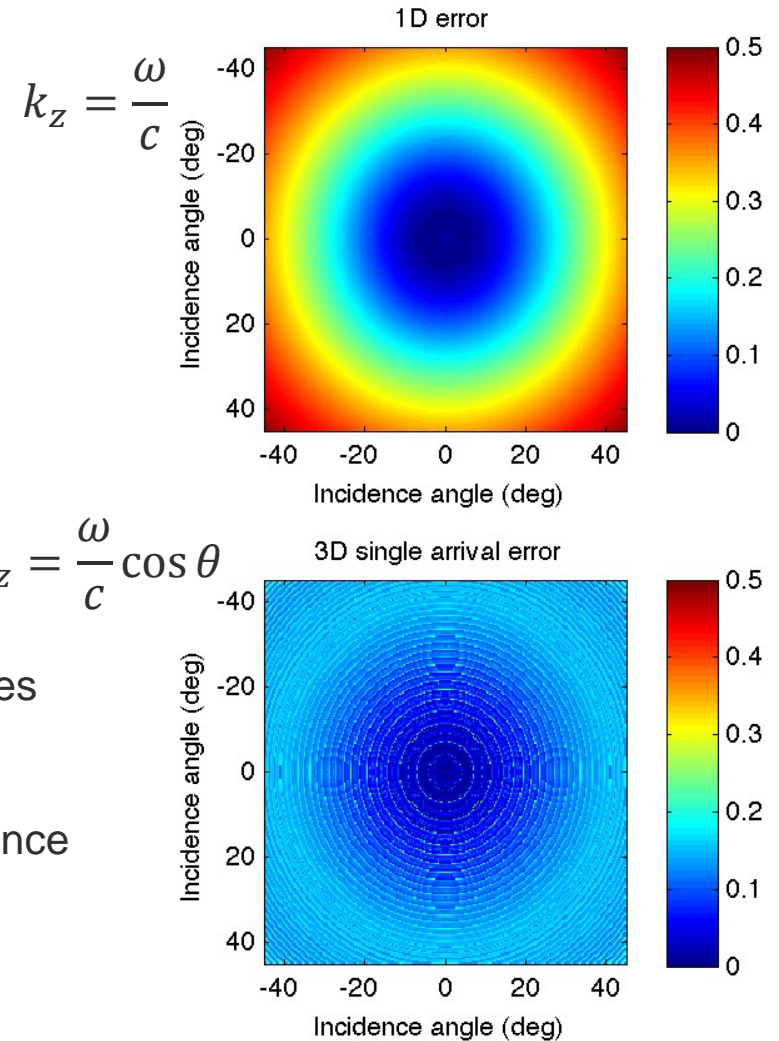 1D error
k_z = ω/c
Incidence angle (deg)
-40
-20
0
20
40
-40 -20 0 20 40
Incidence angle (deg)
0.5
0.4
0.3
0.2
0.1
0
z = ω/c cos θ
3D single arrival error
es
ence
Incidence angle (deg)
-40
-20
0
20
40
-40 -20 0 20 40
Incidence angle (deg)
0.5
0.4
0.3
0.2
0.1
0